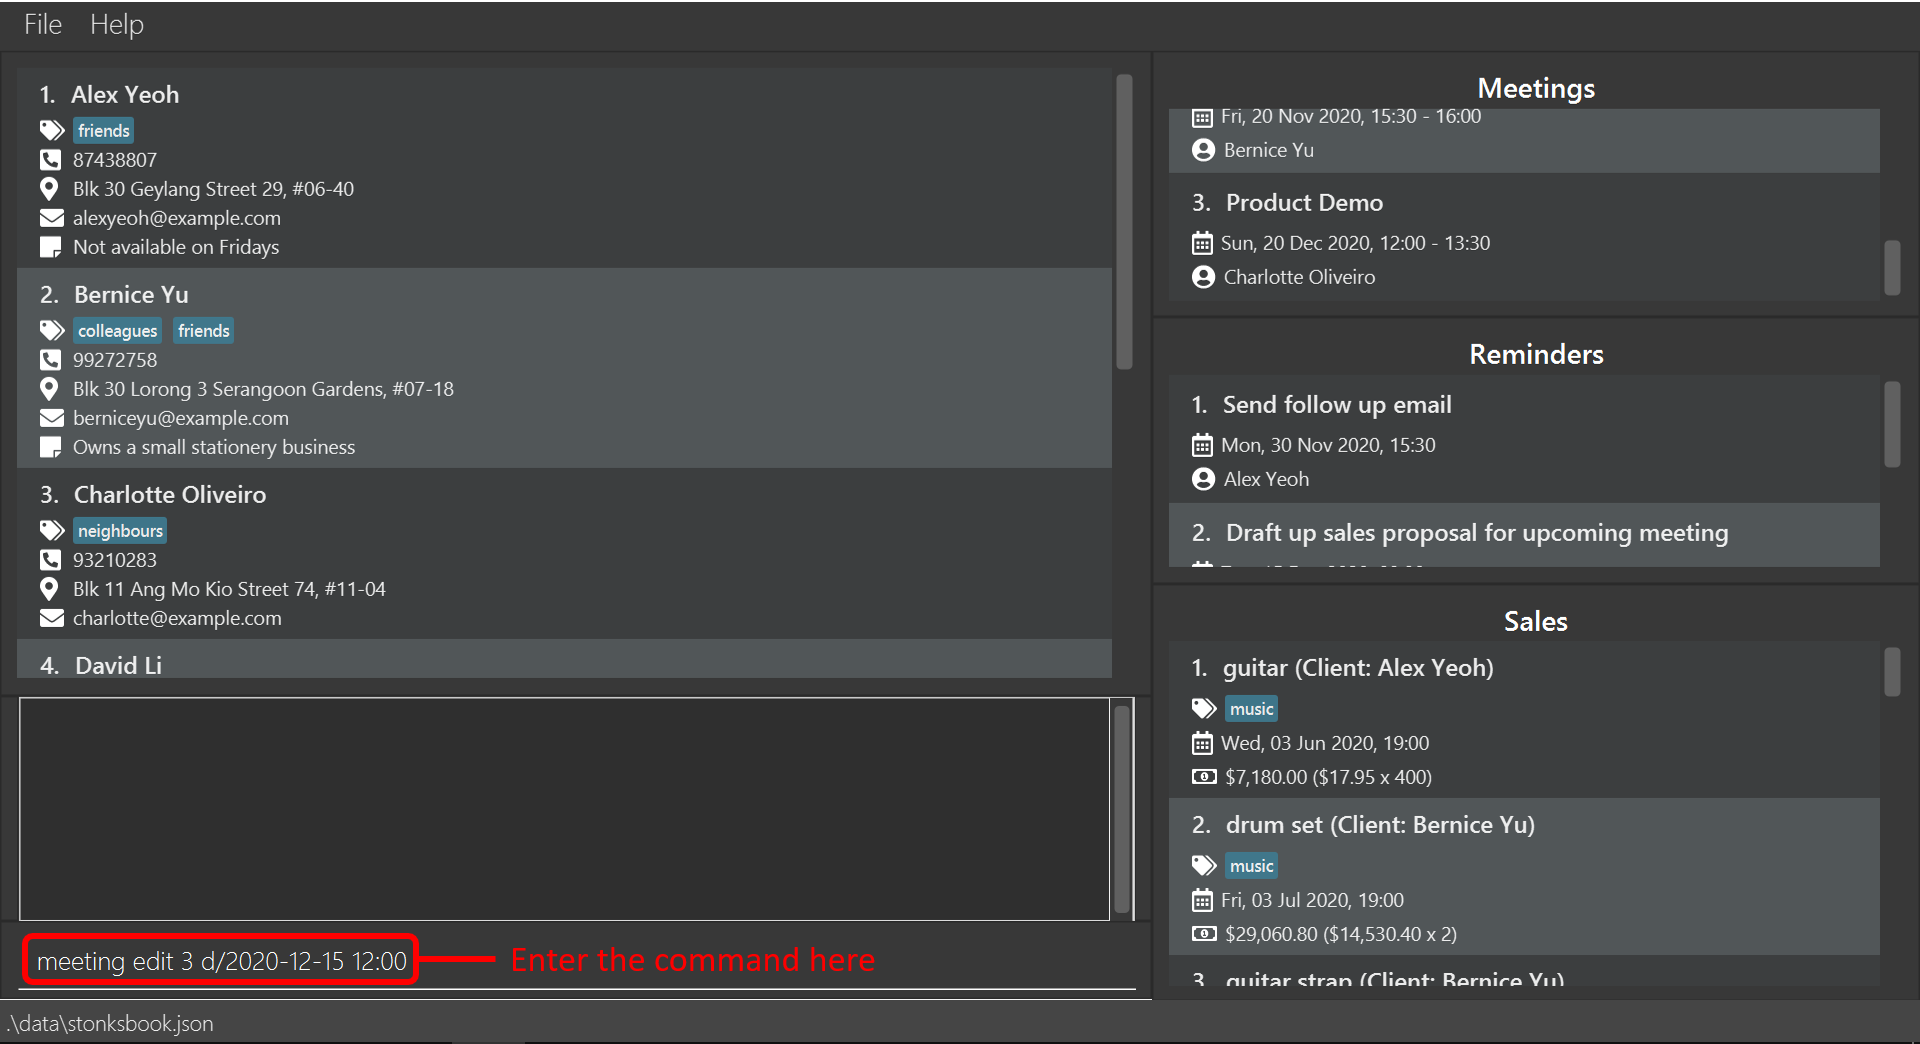 File Help
1. Alex Yeoh
friends
87438807
Blk 30 Geylang Street 29, #06-40
alexyeoh@example.com
Not available on Fridays
2. Bernice Yu
colleagues friends
99272758
Blk 30 Lorong 3 Serangoon Gardens, #07-18
berniceyu@example.com
Owns a small stationery business
3. Charlotte Oliveiro
neighbours
93210283
Blk 11 Ang Mo Kio Street 74, #11-04
charlotte@example.com
4. David Li
meeting edit 3 d/2020-12-15 12:00
Enter the command here
.\data\stonksbook.json
Meetings
Fri, 20 Nov 2020, 15:30 - 16:00
Bernice Yu
3. Product Demo
Sun, 20 Dec 2020, 12:00 - 13:30
Charlotte Oliveiro
Reminders
1. Send follow up email
Mon, 30 Nov 2020, 15:30
Alex Yeoh
2. Draft up sales proposal for upcoming meeting
Sales
1. guitar (Client: Alex Yeoh)
music
Wed, 03 Jun 2020, 19:00
$7,180.00 ($17.95 x 400)
2. drum set (Client: Bernice Yu)
music
Fri, 03 Jul 2020, 19:00
$29,060.80 ($14,530.40 x 2)
3. guitar strap (Client: Bernice Yu)